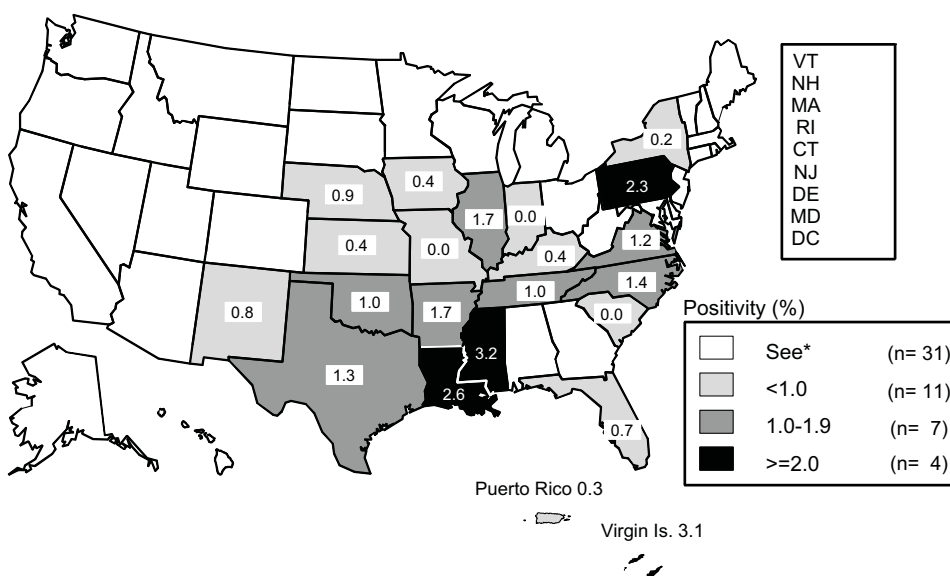 VT
NH
MA
RI
CT
NJ
DE
MD
DC
0.2
2.3
0.9
0.4
1.7
0.0
0.4
0.0
0.4
1.2
1.4
0.8
1.0
1.7
1.0
0.0
1.3
2.6
3.2
0.7
Positivity (%)
See* (n= 31)
<1.0 (n= 11)
1.0-1.9 (n= 7)
>=2.0 (n= 4)
Puerto Rico 0.3
Virgin Is. 3.1